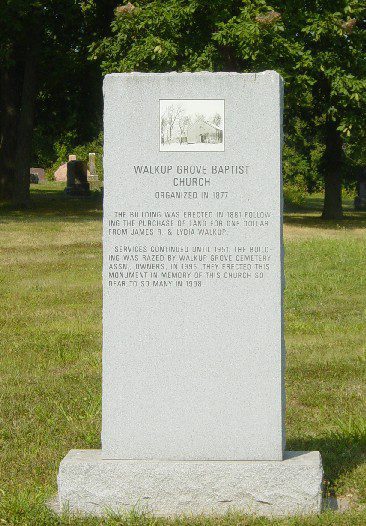 WALKUP GROVE BAPTIST
CHURCH
ORGANIZED IN 1877
THE BUILDING WAS ERECTED IN 1881 FOLLOW-
ING THE PURCHASE OF LAND FOR ONE DOLLAR
FROM JAMES R. & LYDIA WALKUP.
SERVICES CONTINUED UNTIL 1957. THE BUILD-
ING WAS RAZED BY WALKUP GROVE CEMETERY
ASSN., OWNERS, IN 1995. THEY ERECTED THIS
MONUMENT IN MEMORY OF THIS CHURCH SO
DEAR TO SO MANY IN 1998.